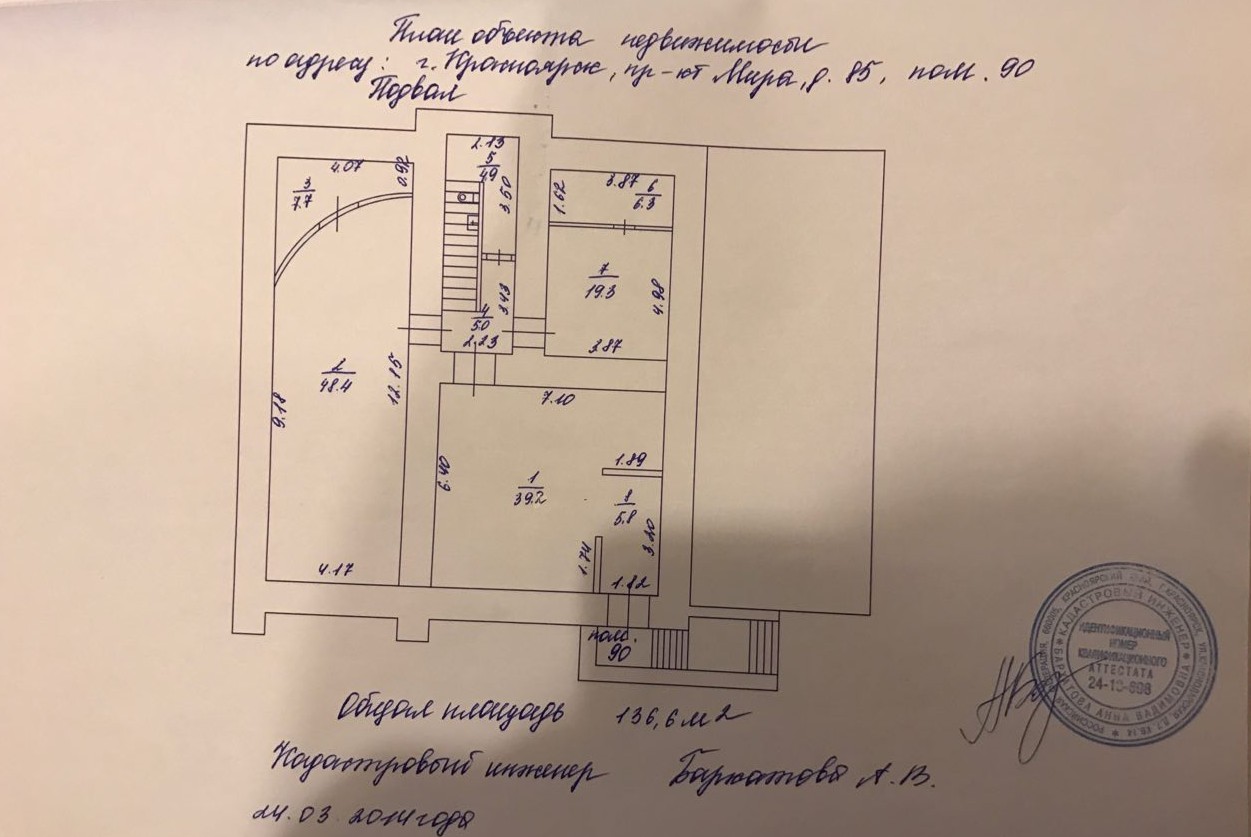 План объекта недвижимости
по адресу: г. Красноярск, пр-кт Мира, д. 85, пом. 90
Подвал
4.07
0.92
3
7.7
2.13
5
4.9
3.50
3.87
6
6.3
1.62
7
19.3
4.98
3.87
3.43
4
5.0
2.23
2
48.4
12.15
9.18
4.17
7.10
6.40
1
39.2
1.89
8
5.8
3.20
1.74
1.82
пом.
90
Общая площадь 136,6 м2
Кадастровый инженер Баркатова А. В.
24.03.2014 года
КАДАСТРОВЫЙ ИНЖЕНЕР
БАРКАТОВА АННА ВАДИМОВНА
ИДЕНТИФИКАЦИОННЫЙ
НОМЕР
КВАЛИФИКАЦИОННОГО
АТТЕСТАТА
24-10-698